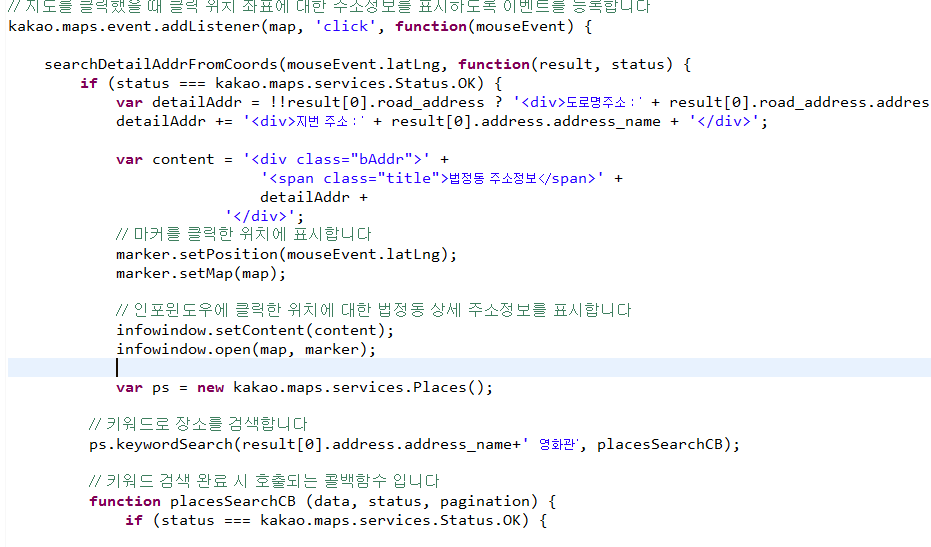 // 지도를 클릭했을 때 클릭 위치 좌표에 대한 주소정보를 표시하도록 이벤트를 등록합니다
kakao.maps.event.addListener(map, 'click', function(mouseEvent) {
searchDetailAddrFromCoords(mouseEvent.latLng, function(result, status) {
if (status === kakao.maps.services.Status.OK) {
var detailAddr = !!result[0].road_address ? '<div>도로명주소 : ' + result[0].road_address.addres
detailAddr += '<div>지번 주소 : ' + result[0].address.address_name + '</div>';
var content = '<div class="bAddr">' +
'<span class="title">법정동 주소정보</span>' +
detailAddr +
'</div>';
// 마커를 클릭한 위치에 표시합니다
marker.setPosition(mouseEvent.latLng);
marker.setMap(map);
// 인포윈도우에 클릭한 위치에 대한 법정동 상세 주소정보를 표시합니다
infowindow.setContent(content);
infowindow.open(map, marker);
var ps = new kakao.maps.services.Places();
// 키워드로 장소를 검색합니다
ps.keywordSearch(result[0].address.address_name+' 영화관', placesSearchCB);
// 키워드 검색 완료 시 호출되는 콜백함수 입니다
function placesSearchCB (data, status, pagination) {
if (status === kakao.maps.services.Status.OK) {